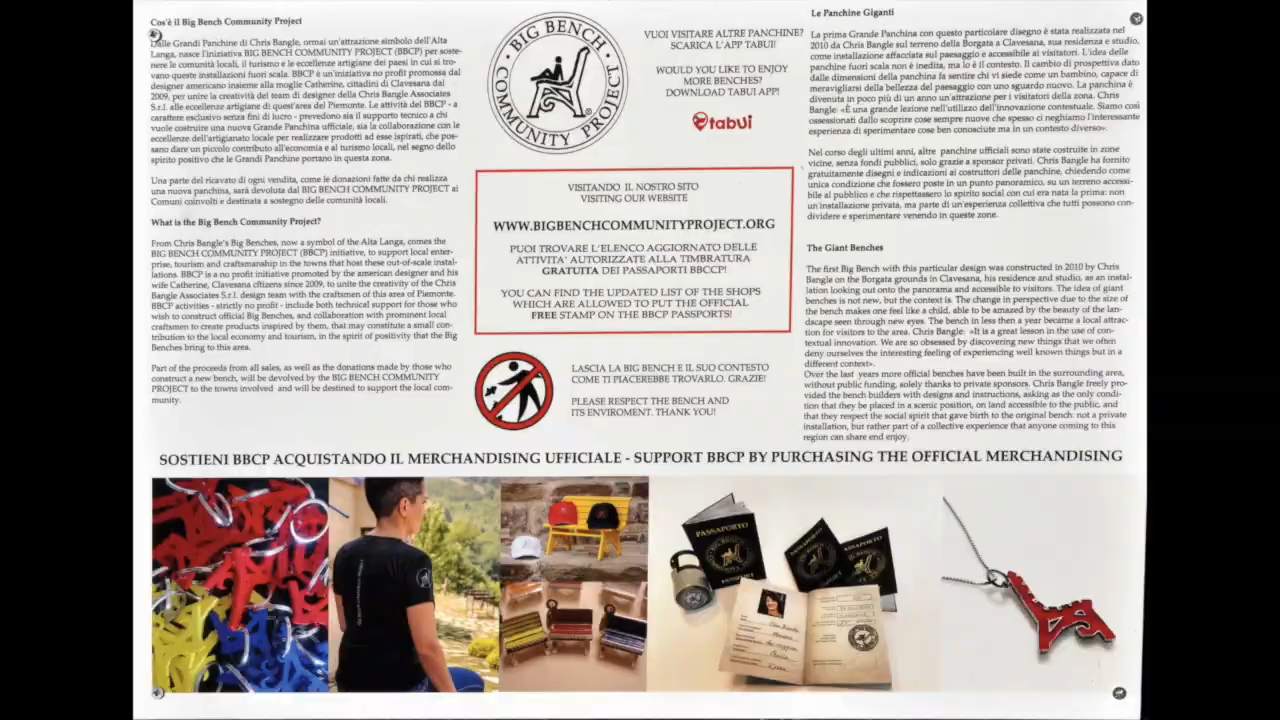 Cos'è il Big Bench Community Project
Dalle Grandi Panchine di Chris Bangle, ormai un'attrazione simbolo dell'Alta
Langa, nasce l'iniziativa BIG BENCH COMMUNITY PROJECT (BBCP) per soste-
nere le comunità locali, il turismo e le eccellenze artigiane dei paesi in cui si tro-
vano queste installazioni fuori scala. BBCP è un'iniziativa no profit promossa dal
designer americano insieme alla moglie Catherine, cittadini di Clavesana dal
2009, per unire la creatività del team di designer della Chris Bangle Associates
S.r.l. alle eccellenze artigiane di quest'area del Piemonte. Le attività del BBCP - a
carattere esclusivo senza fini di lucro - prevedono sia il supporto tecnico a chi
vuole costruire una nuova Grande Panchina ufficiale, sia la collaborazione con le
eccellenze dell'artigianato locale per realizzare prodotti ad esse ispirati, che pos-
sano dare un piccolo contributo all'economia e al turismo locali, nel segno dello
spirito positivo che le Grandi Panchine portano in questa zona.
Una parte del ricavato di ogni vendita, come le donazioni fatte da chi realizza
una nuova panchina, sarà devoluta dal BIG BENCH COMMUNITY PROJECT ai
Comuni coinvolti e destinata a sostegno delle comunità locali.
What is the Big Bench Community Project?
From Chris Bangle's Big Benches, now a symbol of the Alta Langa, comes the
BIG BENCH COMMUNITY PROJECT (BBCP) initiative, to support local enter-
prise, tourism and craftsmanship in the towns that host these out-of-scale instal-
lations. BBCP is a no profit initiative promoted by the american designer and his
wife Catherine, Clavesana citizens since 2009, to unite the creativity of the Chris
Bangle Associates S.r.l. design team with the craftsmen of this area of Piemonte.
BBCP activities - strictly no profit - include both technical support for those who
wish to construct official Big Benches, and collaboration with prominent local
craftsmen to create products inspired by them, that may constitute a small con-
tribution to the local economy and tourism, in the spirit of positivity that the Big
Benches bring to this area.
Part of the proceeds from all sales, as well as the donations made by those who
construct a new bench, will be devolved by the BIG BENCH COMMUNITY
PROJECT to the towns involved and will be destined to support the local com-
munity.
BIG BENCH
COMMUNITY PROJECT
®
VUOI VISITARE ALTRE PANCHINE?
SCARICA L'APP TABUI!
WOULD YOU LIKE TO ENJOY
MORE BENCHES?
DOWNLOAD TABUI APP!
tabui
VISITANDO IL NOSTRO SITO
VISITING OUR WEBSITE
WWW.BIGBENCHCOMMUNITYPROJECT.ORG
PUOI TROVARE L'ELENCO AGGIORNATO DELLE
ATTIVITA' AUTORIZZATE ALLA TIMBRATURA
GRATUITA DEI PASSAPORTI BBCCP!
YOU CAN FIND THE UPDATED LIST OF THE SHOPS
WHICH ARE ALLOWED TO PUT THE OFFICIAL
FREE STAMP ON THE BBCP PASSPORTS!
LASCIA LA BIG BENCH E IL SUO CONTESTO
COME TI PIACEREBBE TROVARLO. GRAZIE!
PLEASE RESPECT THE BENCH AND
ITS ENVIROMENT. THANK YOU!
Le Panchine Giganti
La prima Grande Panchina con questo particolare disegno è stata realizzata nel
2010 da Chris Bangle sul terreno della Borgata a Clavesana, sua residenza e studio,
come installazione affacciata sul paesaggio e accessibile ai visitatori. L'idea delle
panchine fuori scala non è inedita, ma lo è il contesto. Il cambio di prospettiva dato
dalle dimensioni della panchina fa sentire chi vi siede come un bambino, capace di
meravigliarsi della bellezza del paesaggio con uno sguardo nuovo. La panchina è
divenuta in poco più di un anno un'attrazione per i visitatori della zona. Chris
Bangle: «È una grande lezione nell'utilizzo dell'innovazione contestuale. Siamo così
ossessionati dallo scoprire cose sempre nuove che spesso ci neghiamo l'interessante
esperienza di sperimentare cose ben conosciute ma in un contesto diverso».
Nel corso degli ultimi anni, altre panchine ufficiali sono state costruite in zone
vicine, senza fondi pubblici, solo grazie a sponsor privati. Chris Bangle ha fornito
gratuitamente disegni e indicazioni ai costruttori delle panchine, chiedendo come
unica condizione che fossero poste in un punto panoramico, su un terreno accessi-
bile al pubblico e che rispettassero lo spirito sociale con cui era nata la prima: non
un'installazione privata, ma parte di un'esperienza collettiva che tutti possono con-
dividere e sperimentare venendo in queste zone.
The Giant Benches
The first Big Bench with this particular design was constructed in 2010 by Chris
Bangle on the Borgata grounds in Clavesana, his residence and studio, as an instal-
lation looking out onto the panorama and accessible to visitors. The idea of giant
benches is not new, but the context is. The change in perspective due to the size of
the bench makes one feel like a child, able to be amazed by the beauty of the lan-
dscape seen through new eyes. The bench in less then a year became a local attrac-
tion for visitors to the area. Chris Bangle: «It is a great lesson in the use of con-
textual innovation. We are so obsessed by discovering new things that we often
deny ourselves the interesting feeling of experiencing well known things but in a
different context».
Over the last years more official benches have been built in the surrounding area,
without public funding, solely thanks to private sponsors. Chris Bangle freely pro-
vided the bench builders with designs and instructions, asking as the only condi-
tion that they be placed in a scenic position, on land accessible to the public, and
that they respect the social spirit that gave birth to the original bench: not a private
installation, but rather part of a collective experience that anyone coming to this
region can share end enjoy.
SOSTIENI BBCP ACQUISTANDO IL MERCHANDISING UFFICIALE - SUPPORT BBCP BY PURCHASING THE OFFICIAL MERCHANDISING
PASSAPORTO
PASSAPORTO
PASSAPORTO